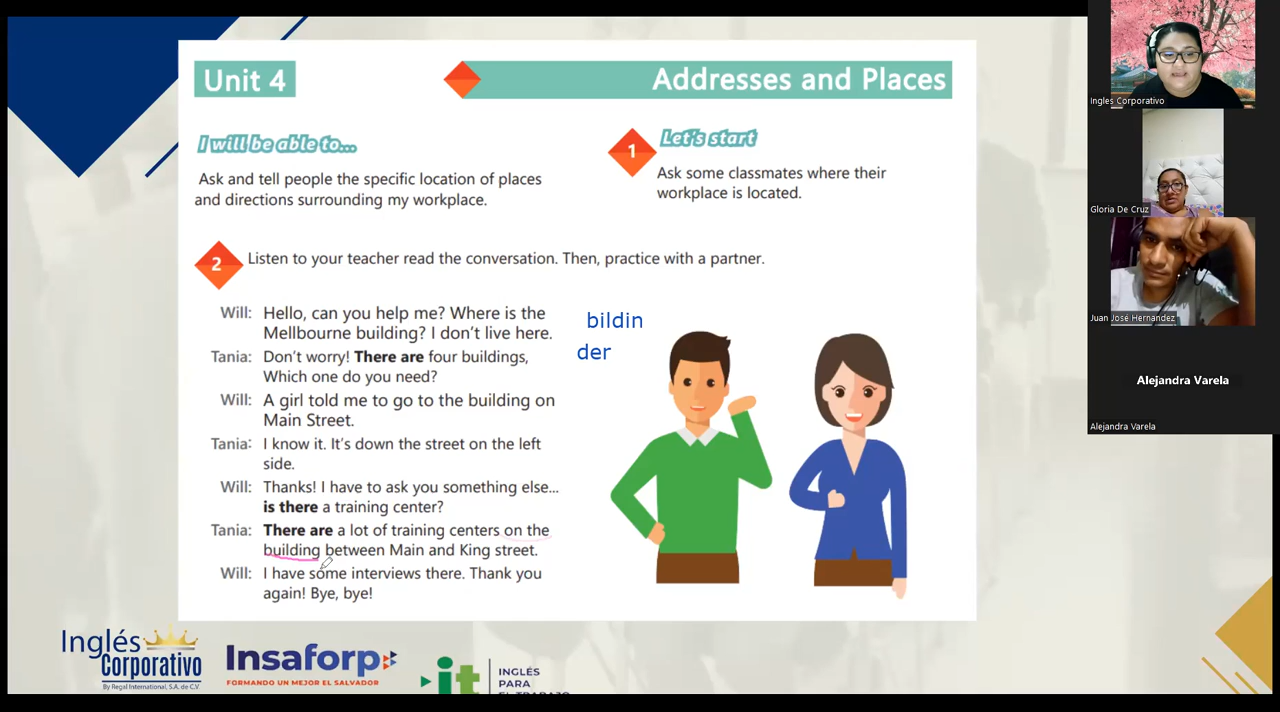 Unit 4
Addresses and Places
I will be able to...
Ask and tell people the specific location of places
and directions surrounding my workplace.
1
Let's start
Ask some classmates where their
workplace is located.
2
Listen to your teacher read the conversation. Then, practice with a partner.
Will: Hello, can you help me? Where is the
Mellbourne building? I don't live here.
Tania: Don't worry! There are four buildings,
Which one do you need?
Will: A girl told me to go to the building on
Main Street.
Tania: I know it. It's down the street on the left
side.
Will: Thanks! I have to ask you something else...
is there a training center?
Tania: There are a lot of training centers on the
building between Main and King street.
Will: I have some interviews there. Thank you
again! Bye, bye!
bildin
der
Inglés
Corporativo
By Regal International, S.A. de C.V.
Insaforp
FORMANDO UN MEJOR EL SALVADOR
it
INGLÉS
PARA
EL TRABAJO
Ingles Corporativo
Gloria De Cruz
Juan José Hernandez
Alejandra Varela
Alejandra Varela